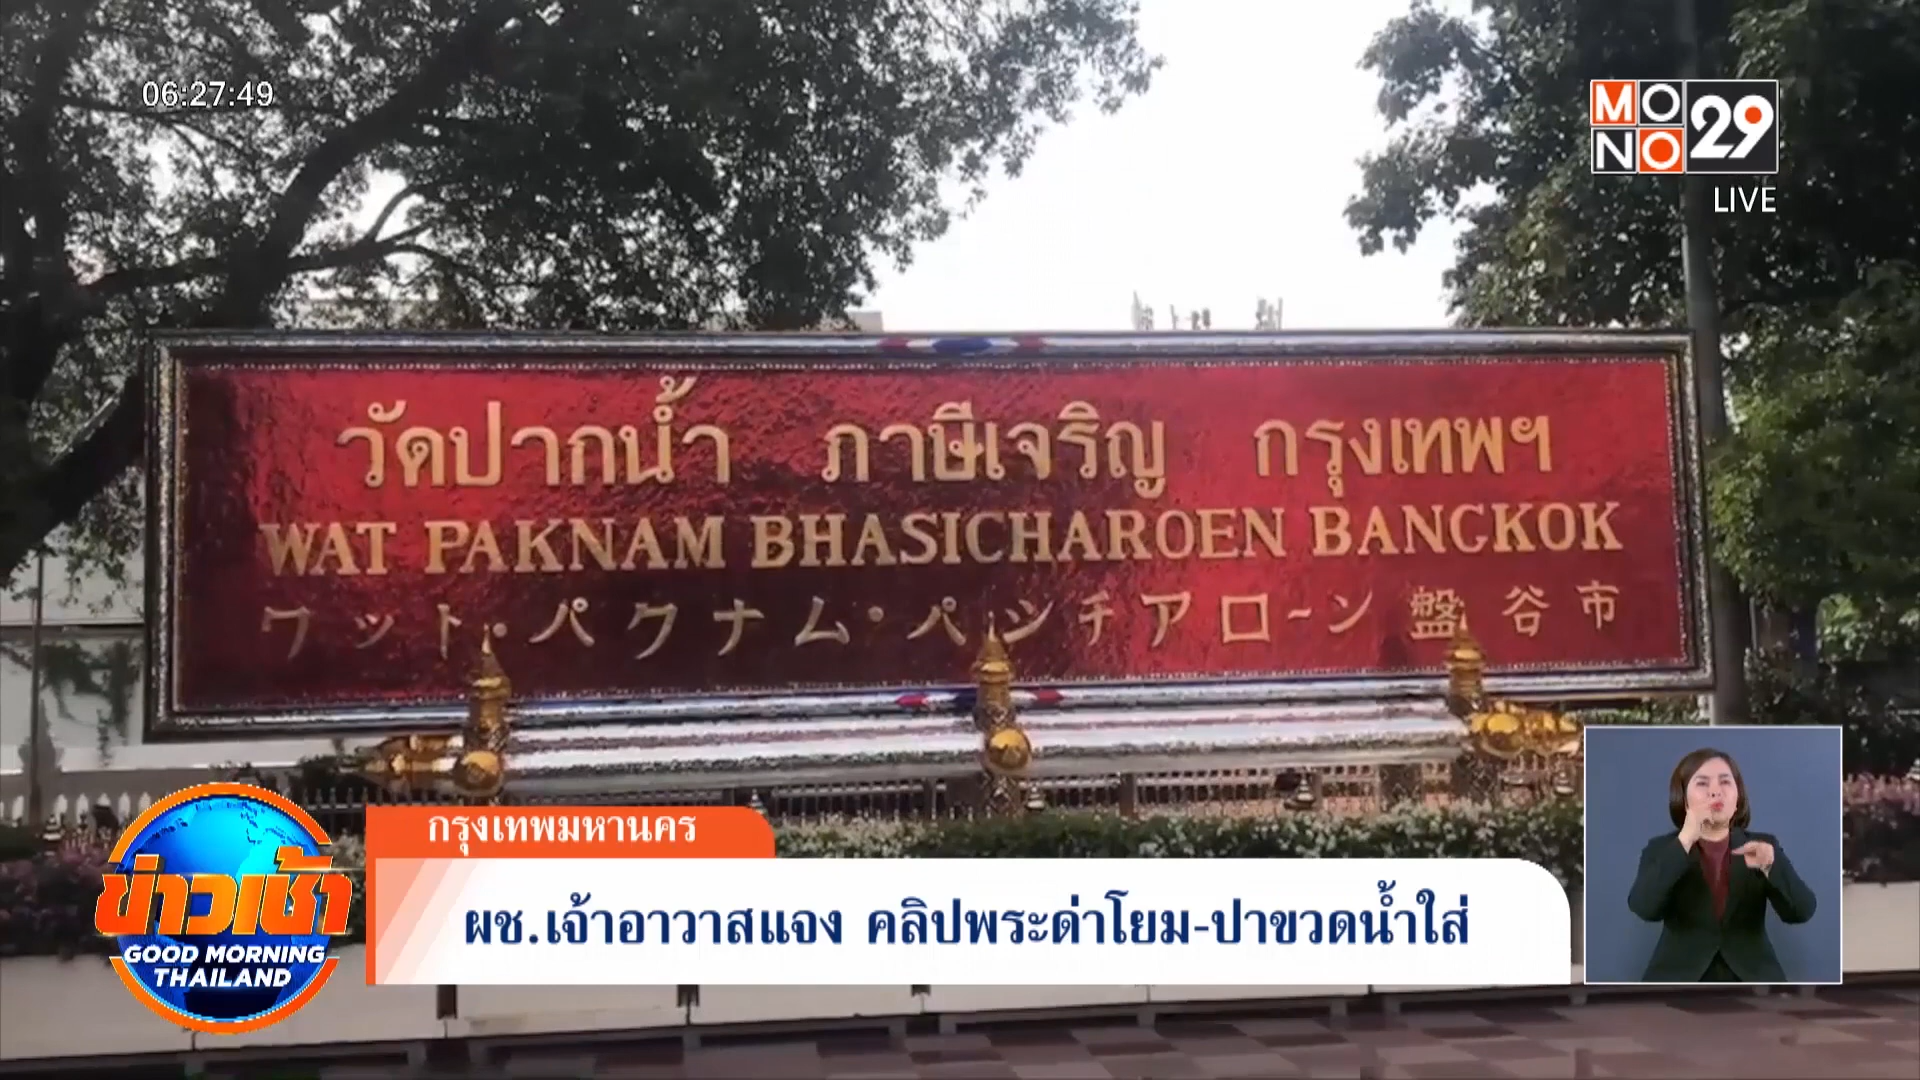 06:27:49
MONO 29
LIVE
วัดปากน้ำ ภาษีเจริญ กรุงเทพฯ
WAT PAKNAM BHASICHAROEN BANGKOK
ワット・パクナム・パシチアローン 盤谷市
กรุงเทพมหานคร
ผช.เจ้าอาวาสแจง คลิปพระด่าโยม-ปาขวดน้ำใส่
ข่าวเช้า
GOOD MORNING
THAILAND